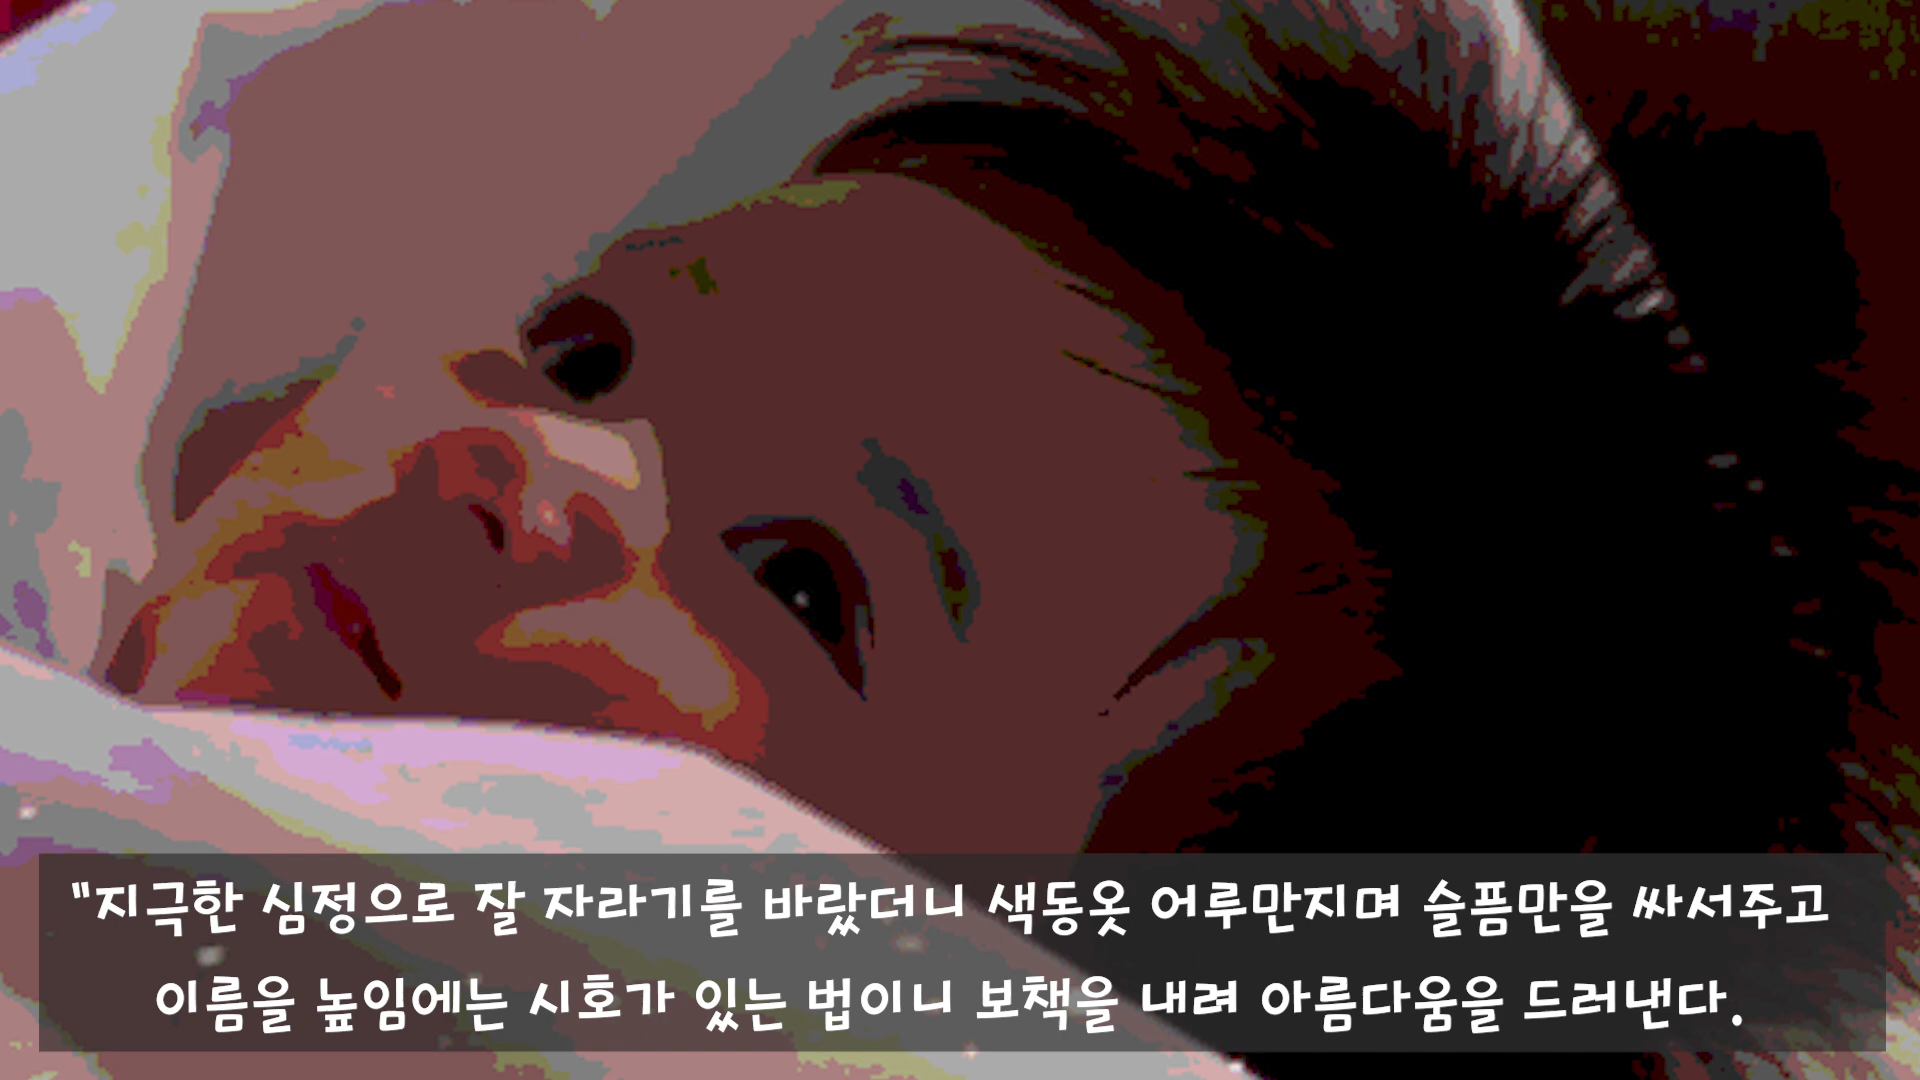 "지극한 심정으로 잘 자라기를 바랐더니 색동옷 어루만지며 슬픔만을 싸서주고
이름을 높임에는 시호가 있는 법이니 보책을 내려 아름다움을 드러낸다.